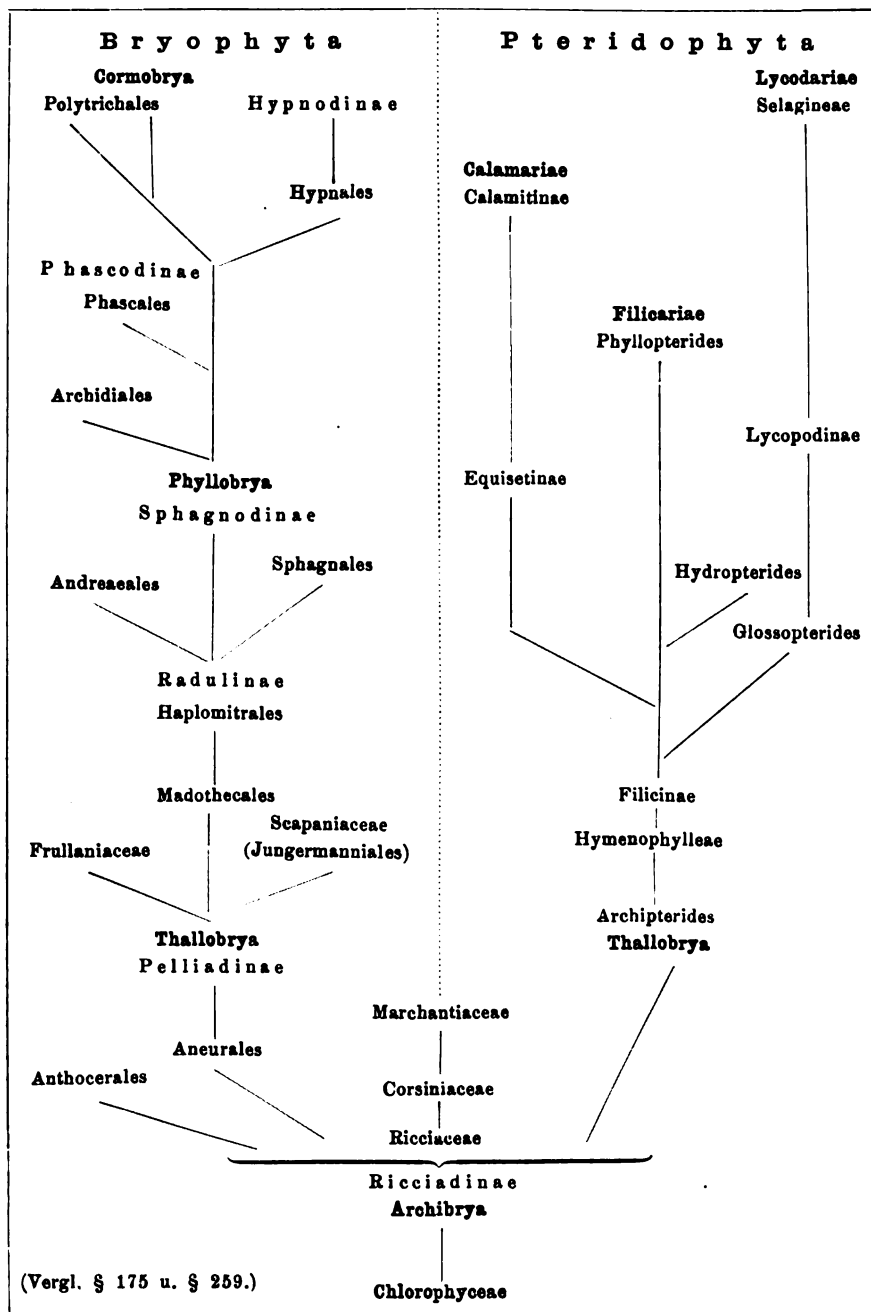 Bryophyta
Pteridophyta
Cormobrya
Polytrichales
Hypnodinae
Hypnales
Phascodinae
Phascales
Archidiales
Phyllobrya
Sphagnodinae
Andreaeales
Sphagnales
Radulinae
Haplomitrales
Madothecales
Frullaniaceae
Scapaniaceae
(Jungermanniales)
Thallobrya
Pelliadinae
Aneurales
Anthocerales
Lycodariae
Selagineae
Calamariae
Calamitinae
Filicariae
Phyllopterides
Lycopodinae
Equisetinae
Hydropterides
Glossopterides
Filicinae
Hymenophylleae
Archipterides
Thallobrya
Marchantiaceae
Corsiniaceae
Ricciaceae
Ricciadinae
Archibrya
(Vergl. § 175 u. § 259.)
Chlorophyceae